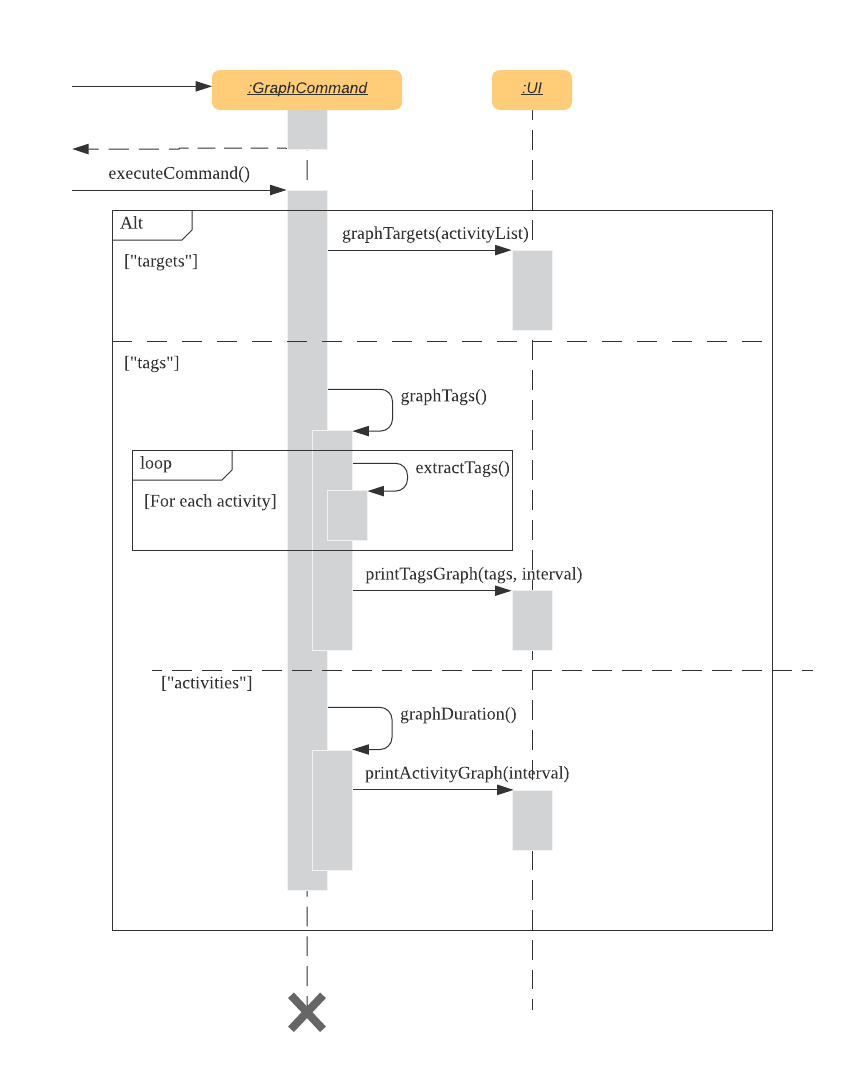 :GraphCommand
:UI
executeCommand()
Alt
graphTargets(activityList)
["targets"]
["tags"]
graphTags()
loop
extractTags()
[For each activity]
printTagsGraph(tags, interval)
["activities"]
graphDuration()
printActivityGraph(interval)